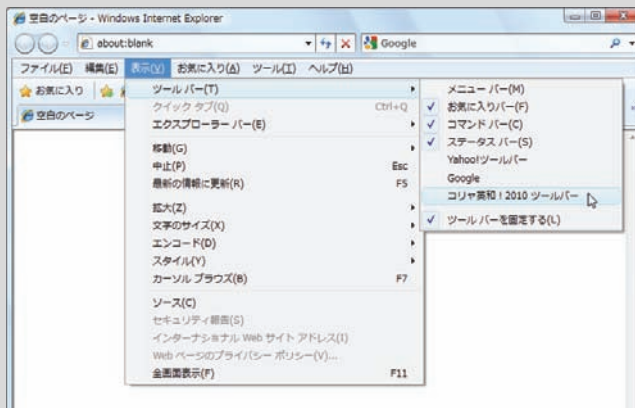 空白のページ - Windows Internet Explorer
about:blank
Google
ファイル(F) 編集(E) 表示(V) お気に入り(A) ツール(T) ヘルプ(H)
お気に入り
空白のページ
ツール バー(T)
クイック タブ(Q) Ctrl+Q
エクスプローラー バー(E)
移動(G)
中止(P) Esc
最新の情報に更新(R) F5
拡大(Z)
文字のサイズ(X)
エンコード(D)
スタイル(Y)
カーソル ブラウズ(B) F7
ソース(C)
セキュリティ報告(S)
インターナショナル Web サイト アドレス(I)
Web ページのプライバシー ポリシー(V)...
全画面表示(F) F11
メニュー バー(M)
お気に入りバー(F)
コマンド バー(C)
ステータス バー(S)
Yahoo!ツールバー
Google
コリャ英和!2010 ツールバー
ツール バーを固定する(L)